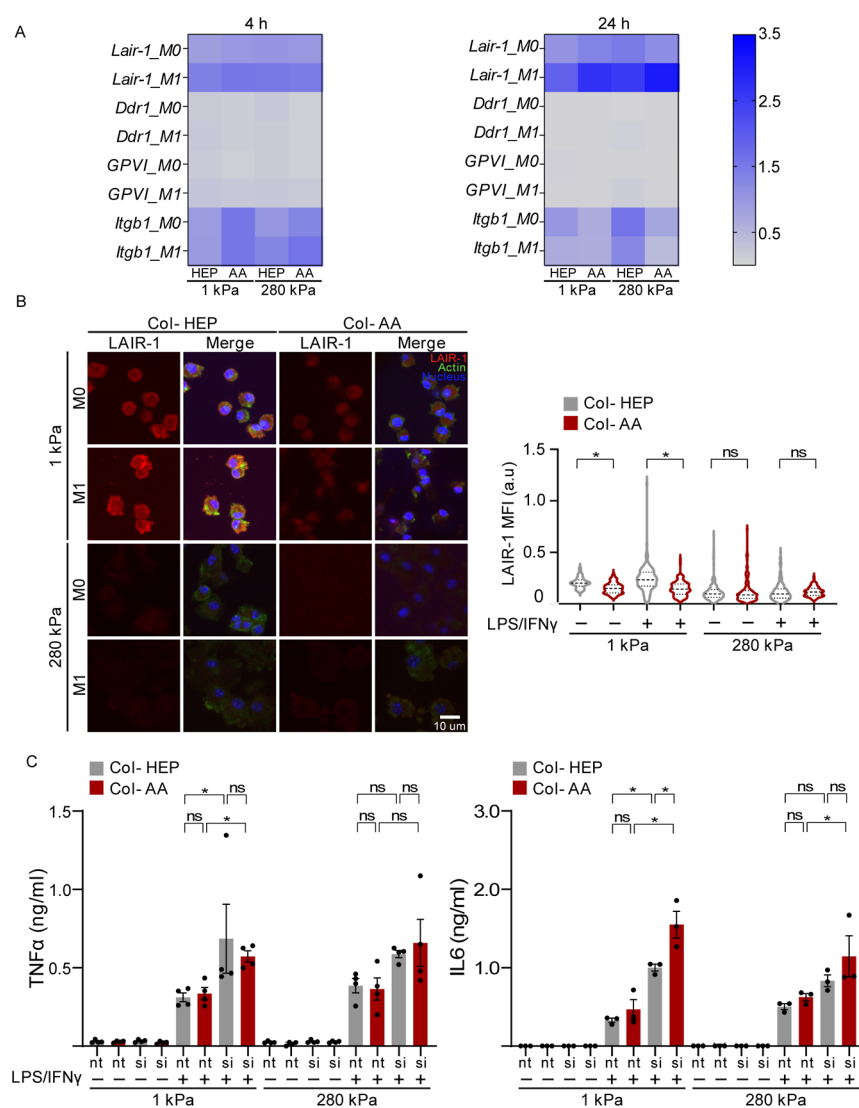 A
4 h
24 h
Lair-1_M0
Lair-1_M1
Ddr1_M0
Ddr1_M1
GPVI_M0
GPVI_M1
Itgb1_M0
Itgb1_M1
HEP AA HEP AA
1 kPa 280 kPa
Lair-1_M0
Lair-1_M1
Ddr1_M0
Ddr1_M1
GPVI_M0
GPVI_M1
Itgb1_M0
Itgb1_M1
HEP AA HEP AA
1 kPa 280 kPa
3.5
2.5
1.5
0.5
B
Col- HEP Col- AA
LAIR-1 Merge LAIR-1 Merge
LAIR-1
Actin
Nucleus
1 kPa
M0
M1
280 kPa
M0
M1
10 um
Col- HEP
Col- AA
LAIR-1 MFI (a.u)
1.5
1.0
0.5
0
* * ns ns
LPS/IFNγ − − + + − − + +
1 kPa 280 kPa
C
Col- HEP
Col- AA
TNFα (ng/ml)
1.5
1.0
0.5
* ns ns ns
ns * ns ns
nt nt si si nt nt si si nt nt si si nt nt si si
LPS/IFNγ − − − − + + + + − − − − + + + +
1 kPa 280 kPa
Col- HEP
Col- AA
IL6 (ng/ml)
3.0
2.0
1.0
* * ns ns
ns * ns *
nt nt si si nt nt si si nt nt si si nt nt si si
− − − − + + + + − − − − + + + +
1 kPa 280 kPa